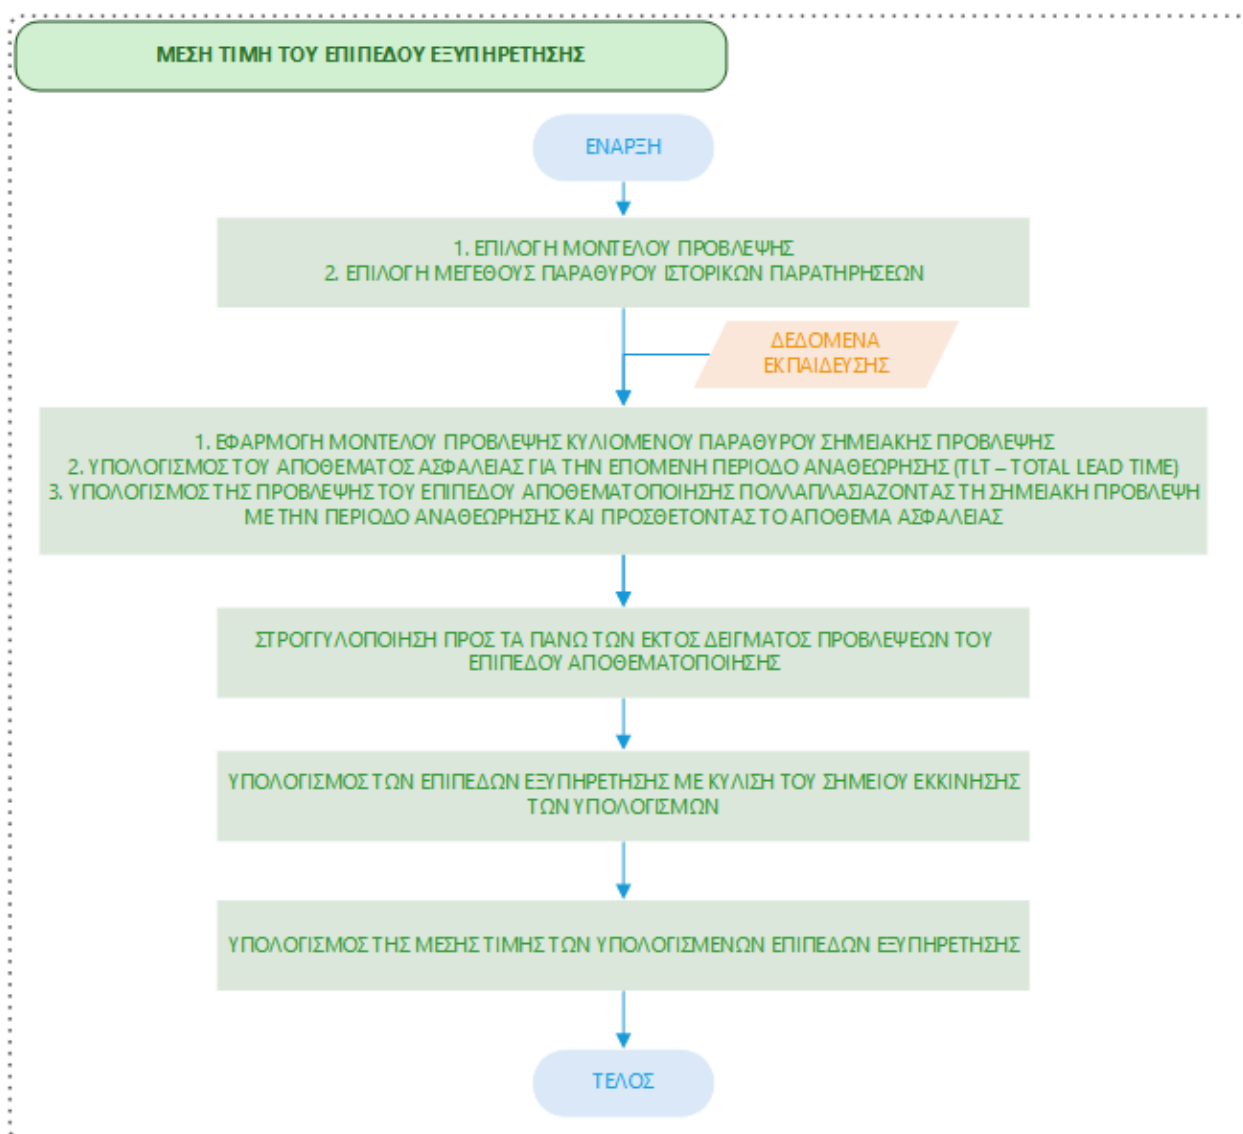 ΜΕΣΗ ΤΙΜΗ ΤΟΥ ΕΠΙΠΕΔΟΥ ΕΞΥΠΗΡΕΤΗΣΗΣ
ΕΝΑΡΞΗ
1. ΕΠΙΛΟΓΗ ΜΟΝΤΕΛΟΥ ΠΡΟΒΛΕΨΗΣ
2. ΕΠΙΛΟΓΗ ΜΕΓΕΘΟΥΣ ΠΑΡΑΘΥΡΟΥ ΙΣΤΟΡΙΚΩΝ ΠΑΡΑΤΗΡΗΣΕΩΝ
ΔΕΔΟΜΕΝΑ
ΕΚΠΑΙΔΕΥΣΗΣ
1. ΕΦΑΡΜΟΓΗ ΜΟΝΤΕΛΟΥ ΠΡΟΒΛΕΨΗΣ ΚΥΛΙΟΜΕΝΟΥ ΠΑΡΑΘΥΡΟΥ ΣΗΜΕΙΑΚΗΣ ΠΡΟΒΛΕΨΗΣ
2. ΥΠΟΛΟΓΙΣΜΟΣ ΤΟΥ ΑΠΟΘΕΜΑΤΟΣ ΑΣΦΑΛΕΙΑΣ ΓΙΑ ΤΗΝ ΕΠΟΜΕΝΗ ΠΕΡΙΟΔΟ ΑΝΑΘΕΩΡΗΣΗΣ (TLT – TOTAL LEAD TIME)
3. ΥΠΟΛΟΓΙΣΜΟΣ ΤΗΣ ΠΡΟΒΛΕΨΗΣ ΤΟΥ ΕΠΙΠΕΔΟΥ ΑΠΟΘΕΜΑΤΟΠΟΙΗΣΗΣ ΠΟΛΛΑΠΛΑΣΙΑΖΟΝΤΑΣ ΤΗ ΣΗΜΕΙΑΚΗ ΠΡΟΒΛΕΨΗ
ΜΕ ΤΗΝ ΠΕΡΙΟΔΟ ΑΝΑΘΕΩΡΗΣΗΣ ΚΑΙ ΠΡΟΣΘΕΤΟΝΤΑΣ ΤΟ ΑΠΟΘΕΜΑ ΑΣΦΑΛΕΙΑΣ
ΣΤΡΟΓΓΥΛΟΠΟΙΗΣΗ ΠΡΟΣ ΤΑ ΠΑΝΩ ΤΩΝ ΕΚΤΟΣ ΔΕΙΓΜΑΤΟΣ ΠΡΟΒΛΕΨΕΩΝ ΤΟΥ
ΕΠΙΠΕΔΟΥ ΑΠΟΘΕΜΑΤΟΠΟΙΗΣΗΣ
ΥΠΟΛΟΓΙΣΜΟΣ ΤΩΝ ΕΠΙΠΕΔΩΝ ΕΞΥΠΗΡΕΤΗΣΗΣ ΜΕ ΚΥΛΙΣΗ ΤΟΥ ΣΗΜΕΙΟΥ ΕΚΚΙΝΗΣΗΣ
ΤΩΝ ΥΠΟΛΟΓΙΣΜΩΝ
ΥΠΟΛΟΓΙΣΜΟΣ ΤΗΣ ΜΕΣΗΣ ΤΙΜΗΣ ΤΩΝ ΥΠΟΛΟΓΙΣΜΕΝΩΝ ΕΠΙΠΕΔΩΝ ΕΞΥΠΗΡΕΤΗΣΗΣ
ΤΕΛΟΣ